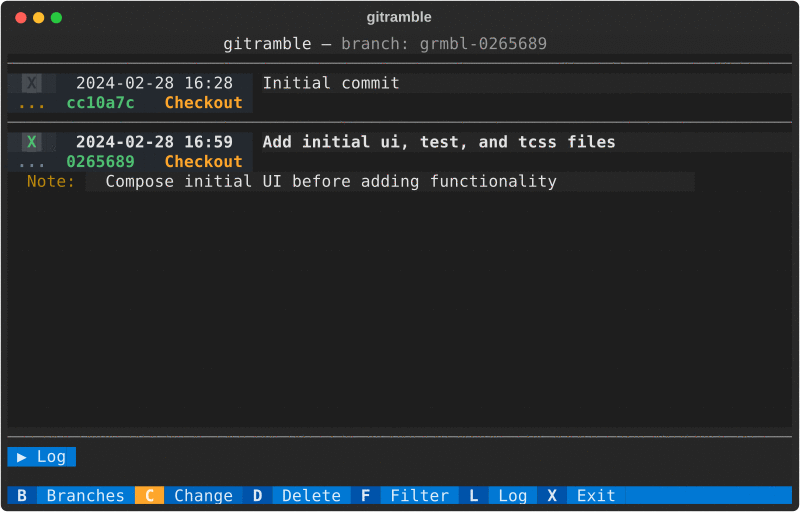 gitramble
gitramble — branch: grmbl-0265689
X 2024-02-28 16:28 Initial commit
... cc10a7c Checkout
X 2024-02-28 16:59 Add initial ui, test, and tcss files
... 0265689 Checkout
Note: Compose initial UI before adding functionality
▶ Log
B Branches C Change D Delete F Filter L Log X Exit